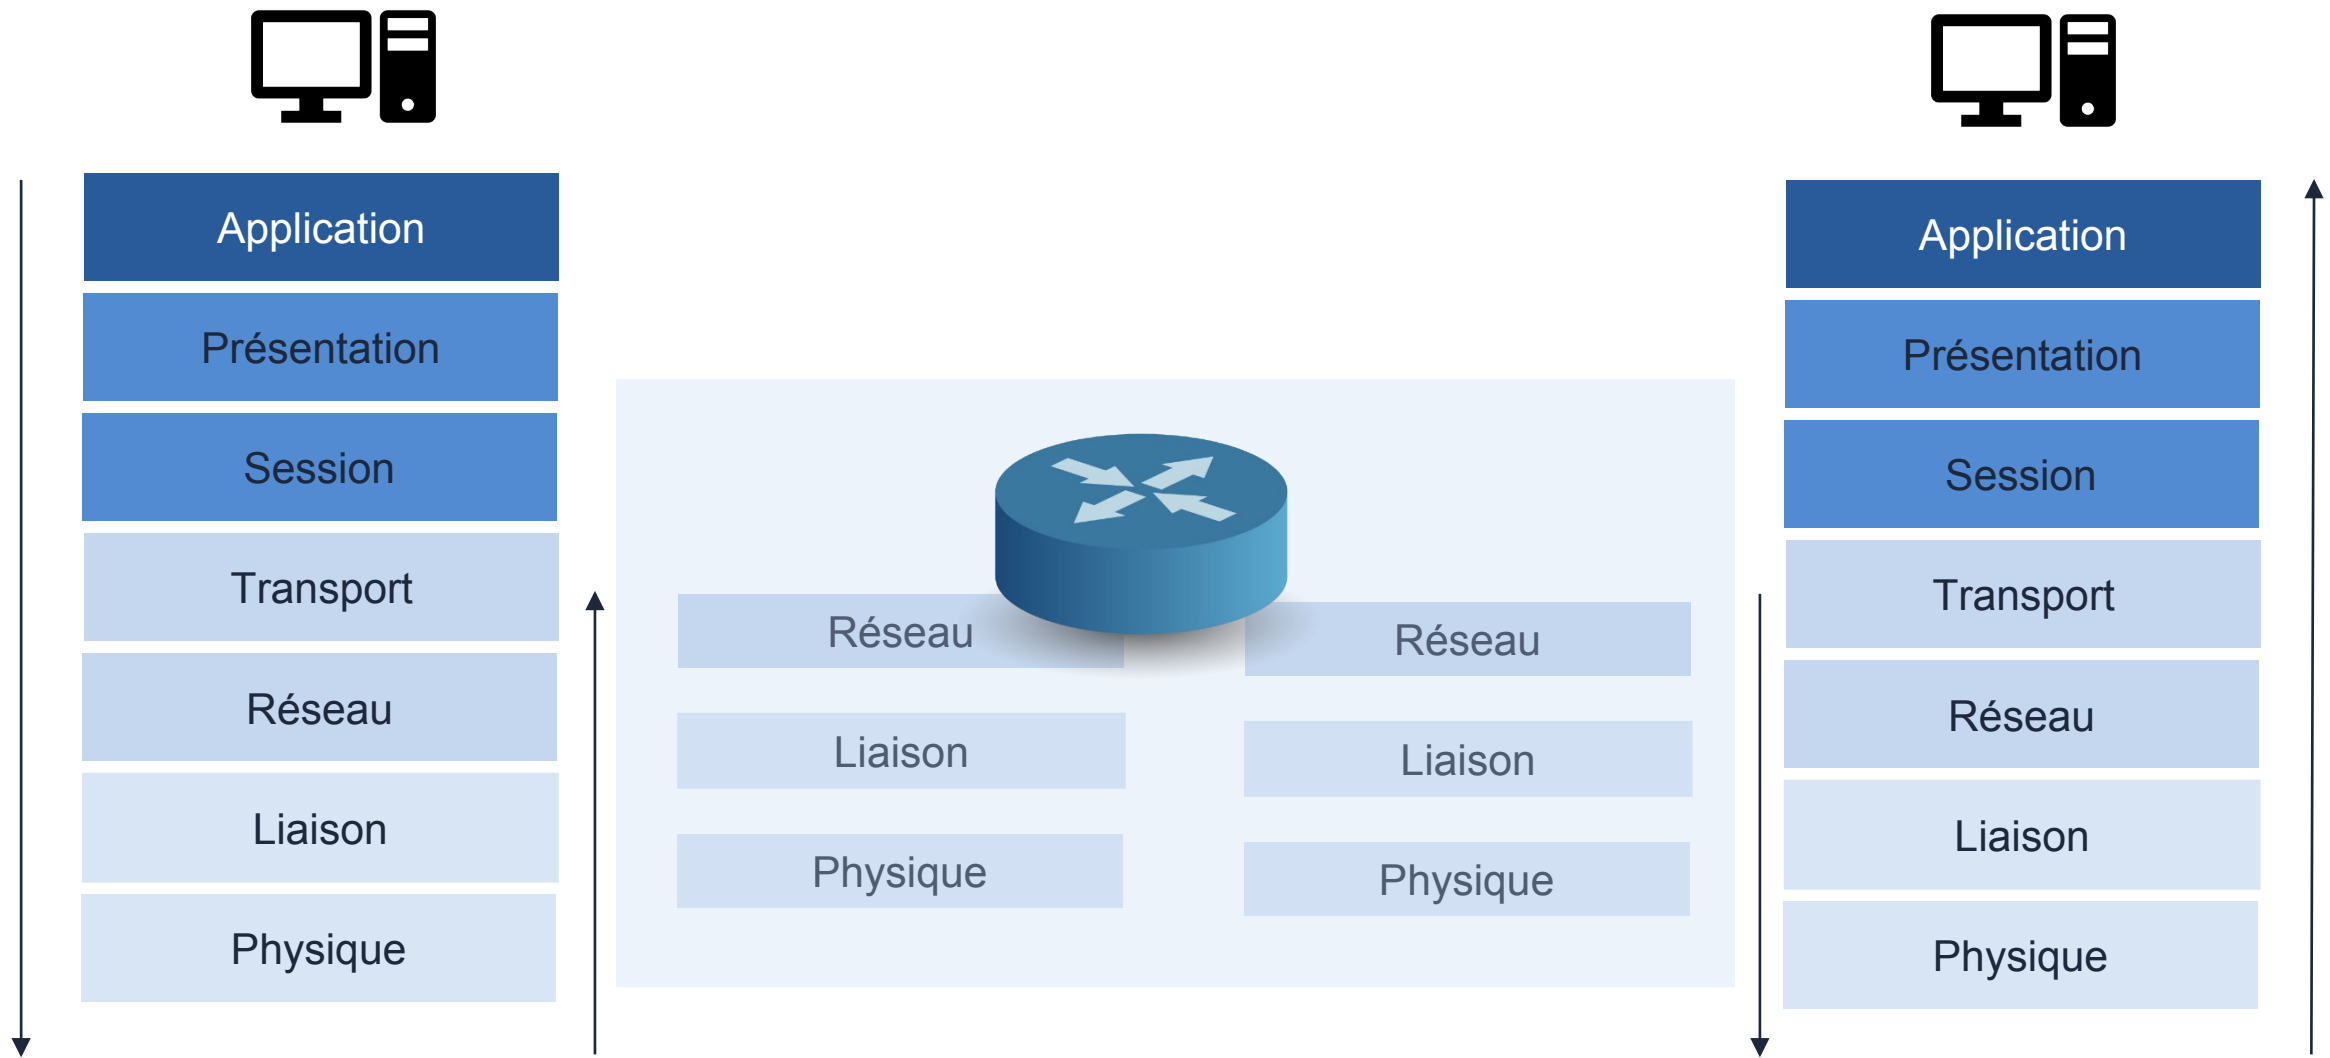 Application
Présentation
Session
Transport
Réseau
Liaison
Physique
Réseau
Liaison
Physique
Réseau
Liaison
Physique
Application
Présentation
Session
Transport
Réseau
Liaison
Physique